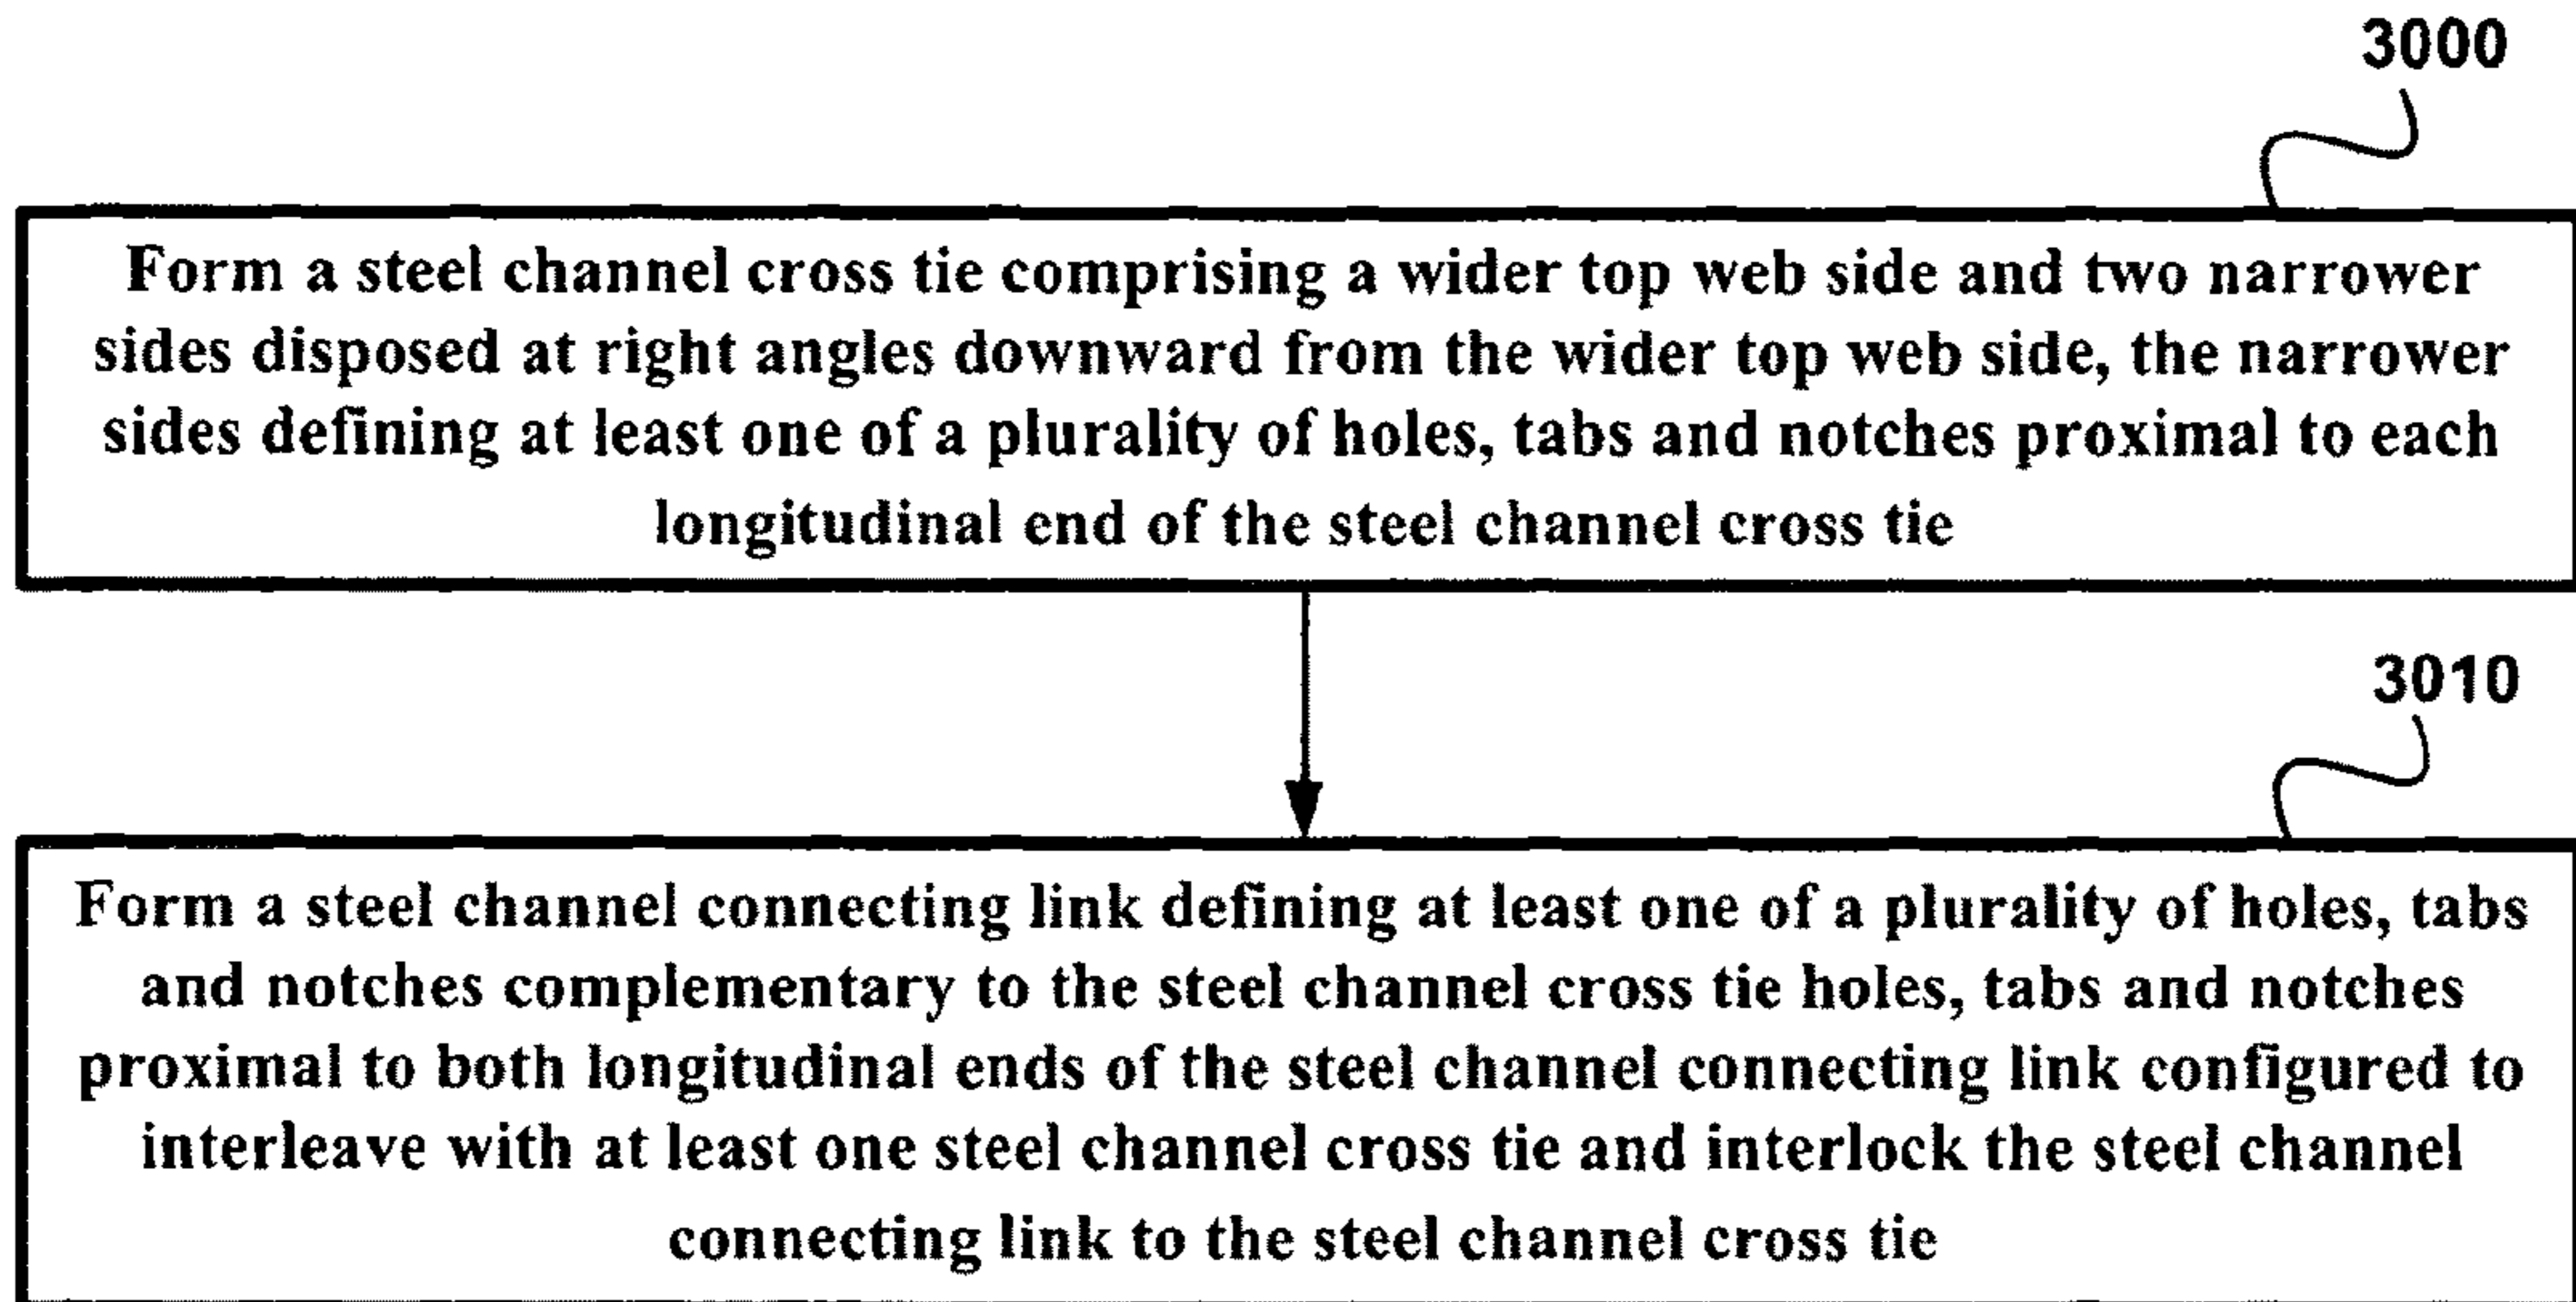 3000
Form a steel channel cross tie comprising a wider top web side and two narrower
sides disposed at right angles downward from the wider top web side, the narrower
sides defining at least one of a plurality of holes, tabs and notches proximal to each
longitudinal end of the steel channel cross tie
3010
Form a steel channel connecting link defining at least one of a plurality of holes, tabs
and notches complementary to the steel channel cross tie holes, tabs and notches
proximal to both longitudinal ends of the steel channel connecting link configured to
interleave with at least one steel channel cross tie and interlock the steel channel
connecting link to the steel channel cross tie